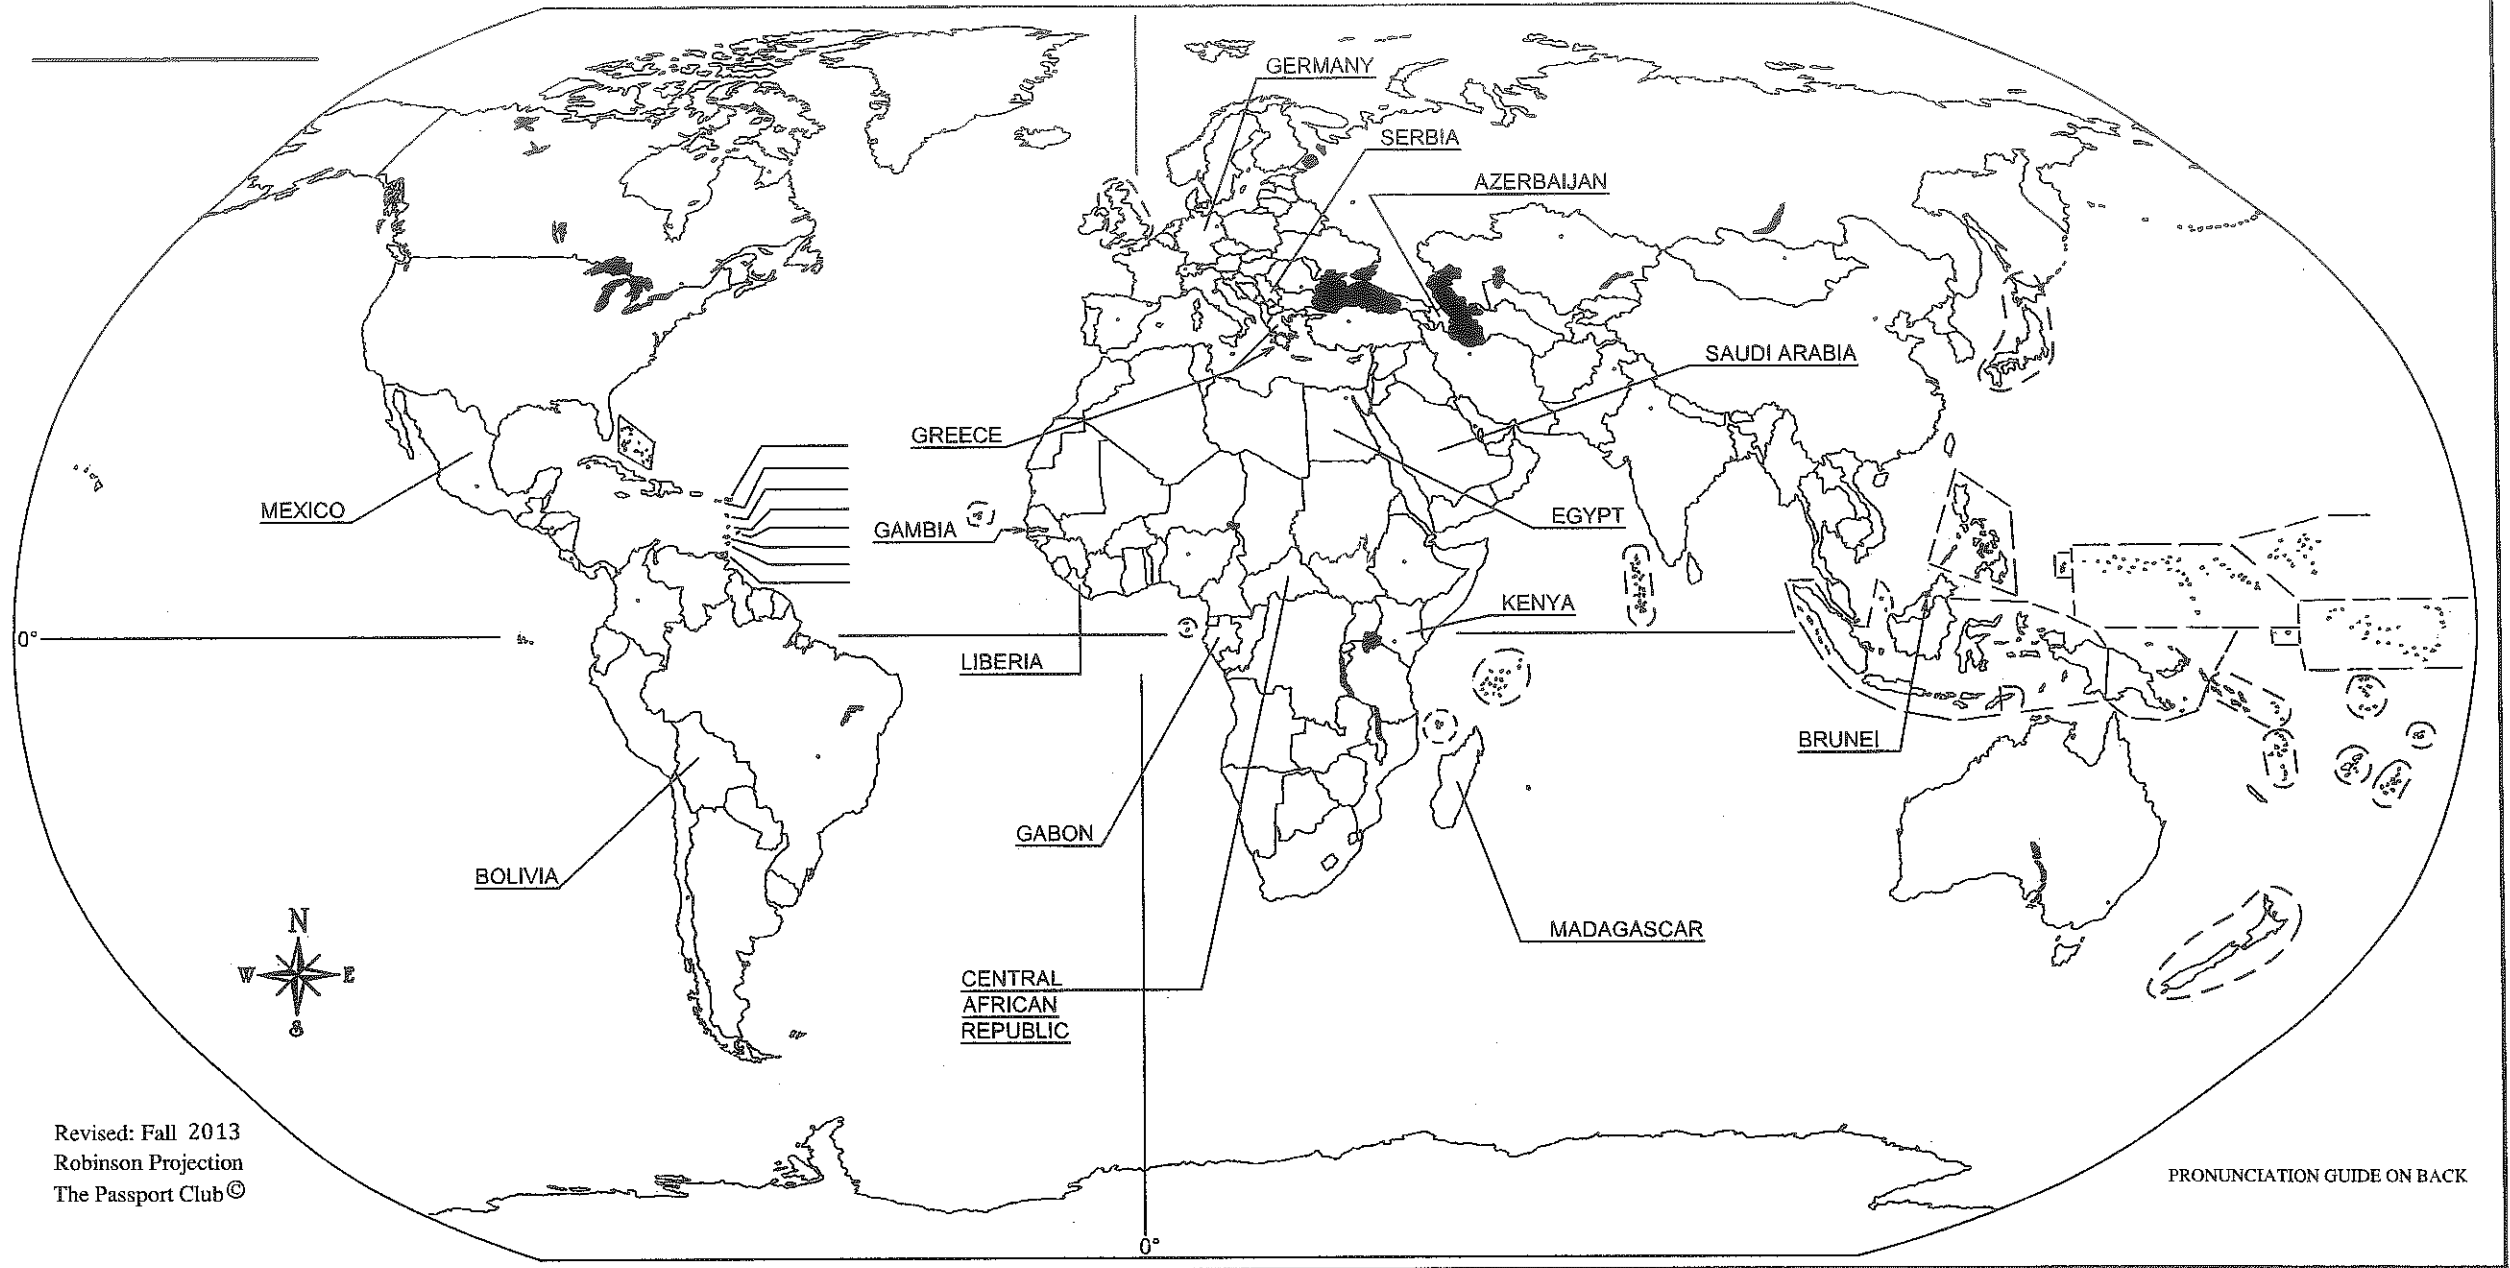 GERMANY
SERBIA
AZERBAIJAN
SAUDI ARABIA
GREECE
MEXICO
GAMBIA
EGYPT
KENYA
0°
LIBERIA
BRUNEI
GABON
BOLIVIA
MADAGASCAR
N
W E
S
CENTRAL
AFRICAN
REPUBLIC
Revised: Fall 2013
Robinson Projection
The Passport Club©
PRONUNCIATION GUIDE ON BACK
0°